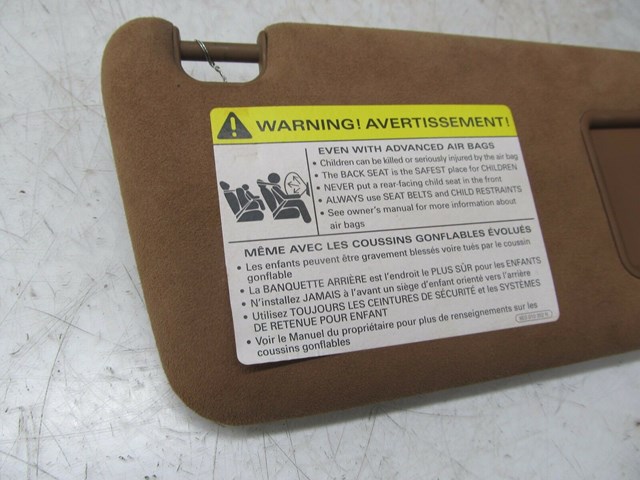 WARNING! AVERTISSEMENT!
EVEN WITH ADVANCED AIR BAGS
• Children can be killed or seriously injured by the air bag
• The BACK SEAT is the SAFEST place for CHILDREN
• NEVER put a rear-facing child seat in the front
• ALWAYS use SEAT BELTS and CHILD RESTRAINTS
• See owner's manual for more information about
air bags
MÊME AVEC LES COUSSINS GONFLABLES ÉVOLUÉS
• Les enfants peuvent être gravement blessés voire tués par le coussin
gonflable
• La BANQUETTE ARRIÈRE est l'endroit le PLUS SÛR pour les ENFANTS
• N'installez JAMAIS à l'avant un siège d'enfant orienté vers l'arrière
• Utilisez TOUJOURS LES CEINTURES DE SÉCURITÉ et les SYSTÈMES
DE RETENUE POUR ENFANT
• Voir le Manuel du propriétaire pour plus de renseignements sur les
coussins gonflables